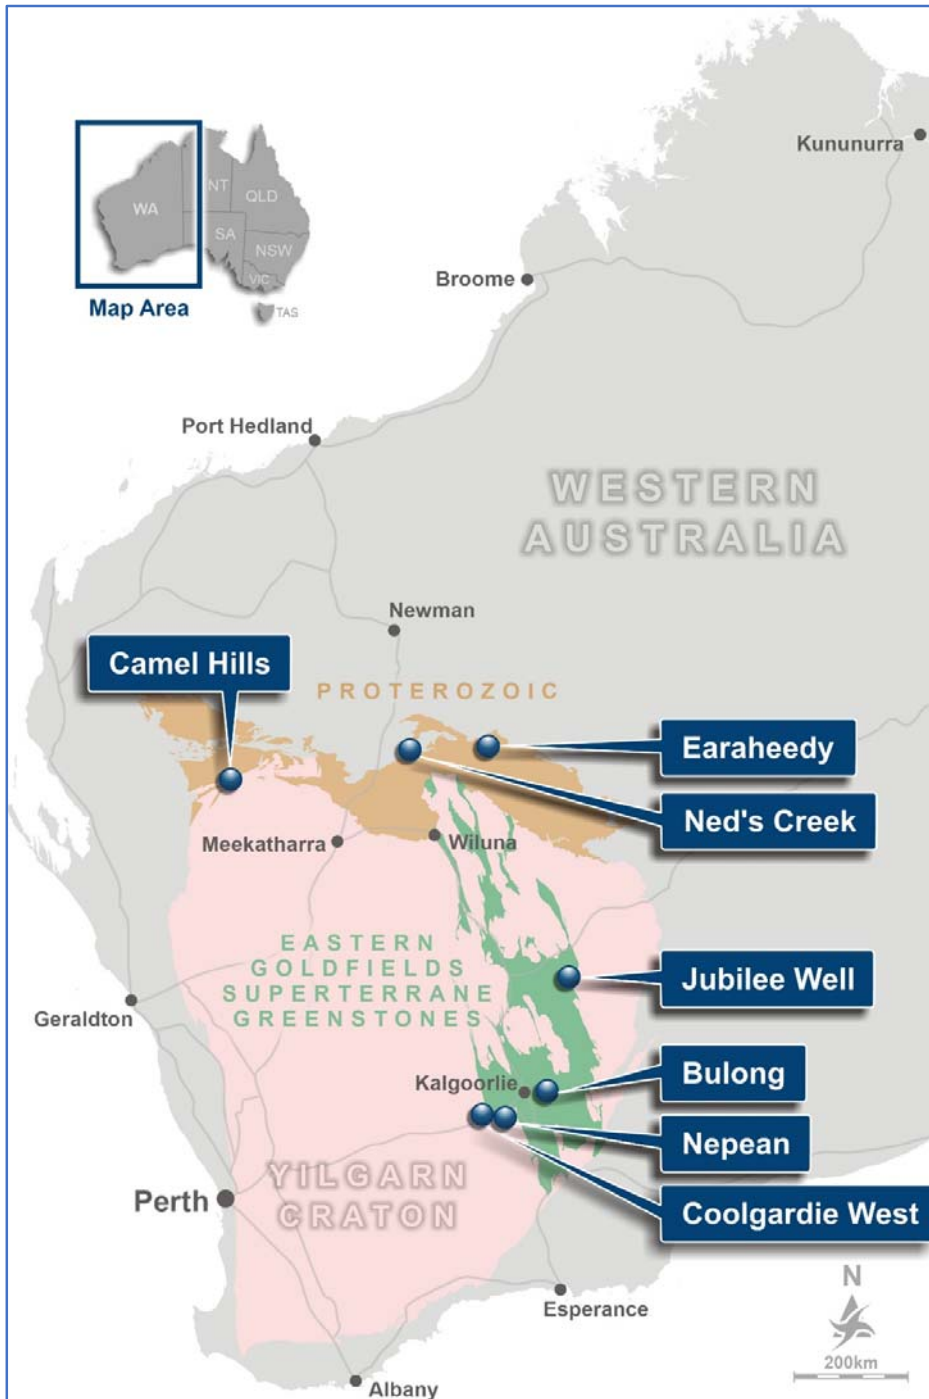 Kununurra
WA
NT
QLD
SA
NSW
VIC
TAS
Map Area
Broome
Port Hedland
WESTERN
AUSTRALIA
Newman
Camel Hills
PROTEROZOIC
Earaheedy
Ned's Creek
Meekatharra
Wiluna
EASTERN
GOLDFIELDS
SUPERTERRANE
GREENSTONES
Jubilee Well
Geraldton
Kalgoorlie
Bulong
Nepean
YILGARN
CRATON
Perth
Coolgardie West
N
Esperance
200km
Albany